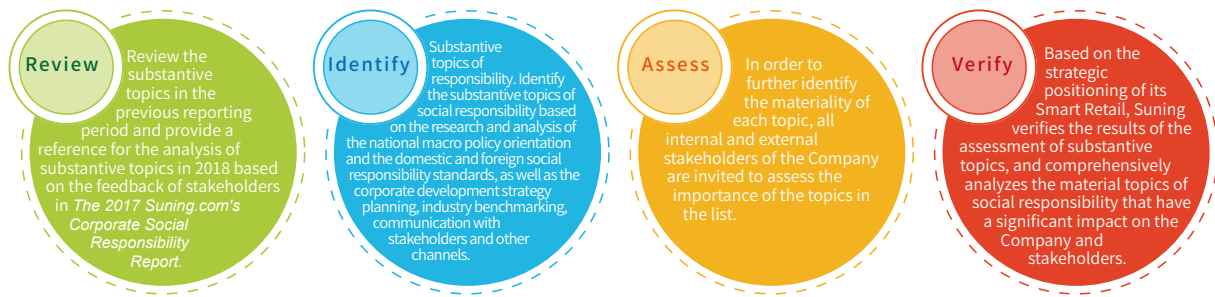 Review
Review the
substantive
topics in the
previous reporting
period and provide a
reference for the analysis of
substantive topics in 2018 based
on the feedback of stakeholders
in The 2017 Suning.com's
Corporate Social
Responsibility
Report.
Identify
Substantive
topics of
responsibility. Identify
the substantive topics of
social responsibility based
on the research and analysis of
the national macro policy orientation
and the domestic and foreign social
responsibility standards, as well as the
corporate development strategy
planning, industry benchmarking,
communication with
stakeholders and other
channels.
Assess
In order to
further identify
the materiality of
each topic, all
internal and external
stakeholders of the Company
are invited to assess the
importance of the topics in
the list.
Verify
Based on the
strategic
positioning of its
Smart Retail, Suning
verifies the results of the
assessment of substantive
topics, and comprehensively
analyzes the material topics of
social responsibility that have
a significant impact on the
Company and
stakeholders.